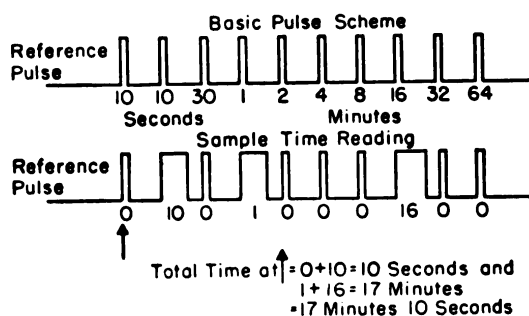 Basic Pulse Scheme
Reference
Pulse
10 10 30 1 2 4 8 16 32 64
Seconds Minutes
Sample Time Reading
Reference
Pulse
0 10 0 1 0 0 0 16 0 0
Total Time at =0+10=10 Seconds and
1+16=17 Minutes
=17 Minutes 10 Seconds